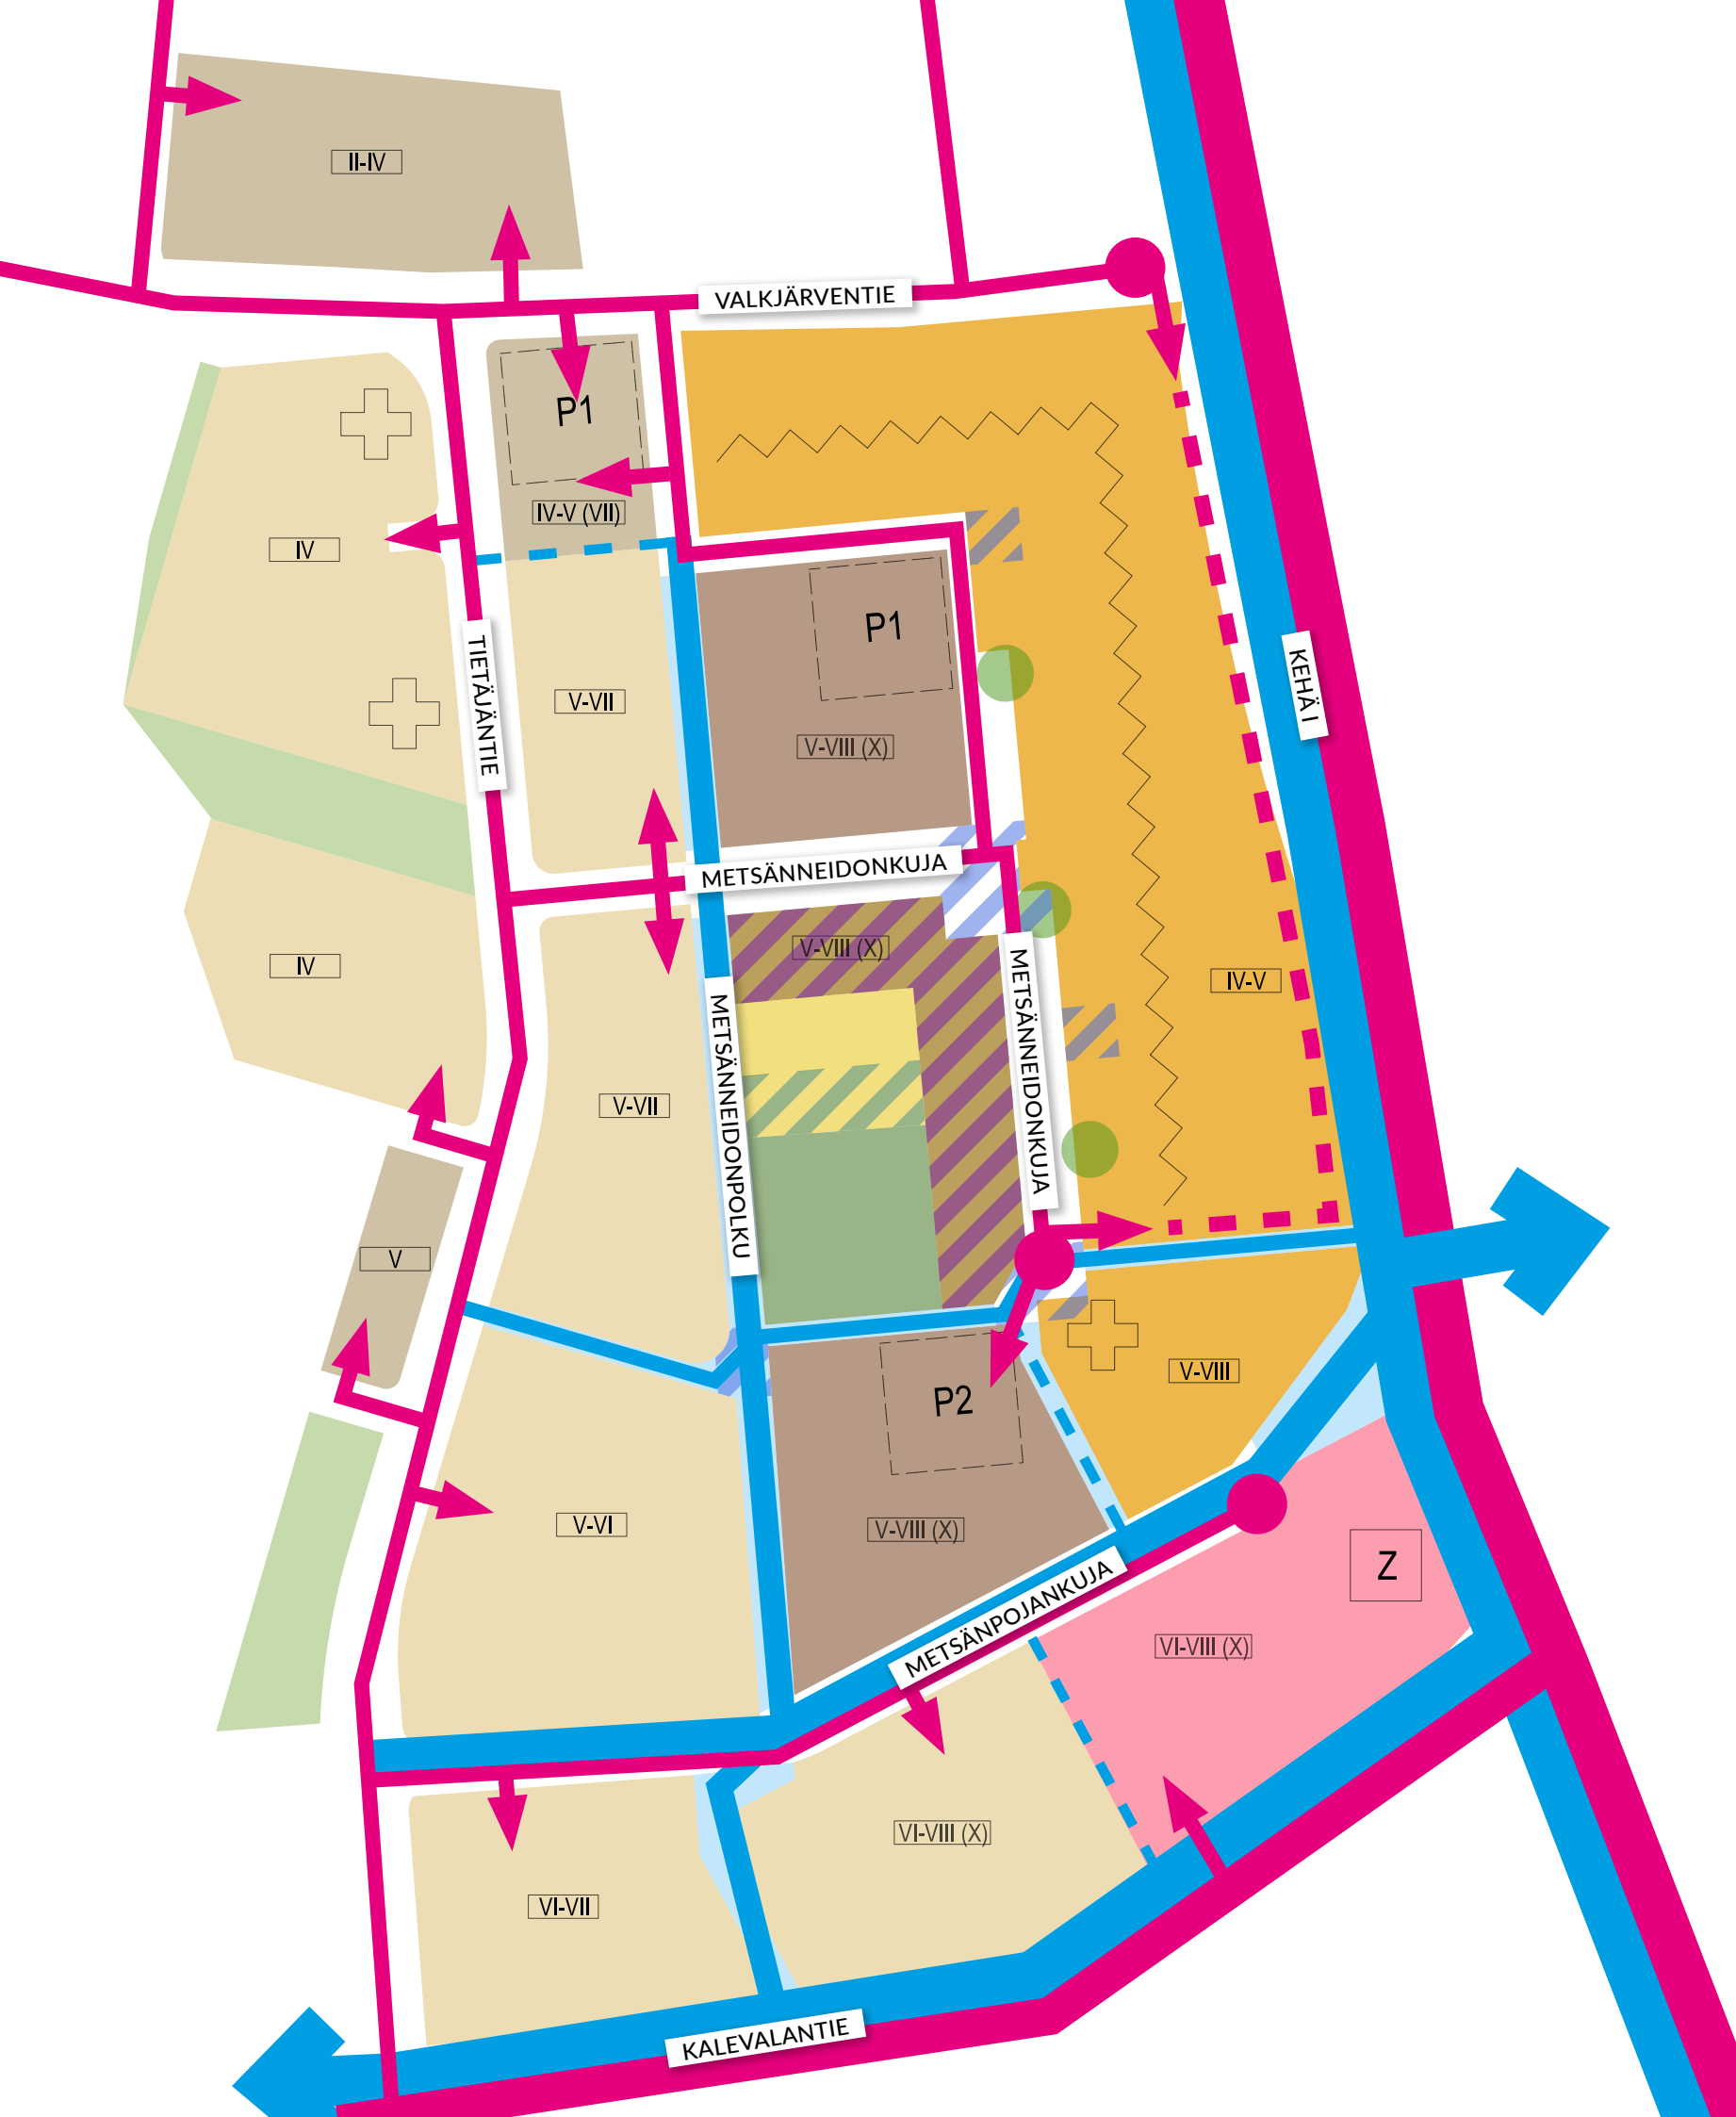 II-IV
VALKJÄRVENTIE
P1
IV-V (VII)
IV
P1
TIETÄJÄNTIE
KEHÄ I
V-VII
V-VIII (X)
METSÄNNEIDONKUJA
V-VIII (X)
IV
IV-V
METSÄNNEIDONKUJA
METSÄNNEIDONPOLKU
V-VII
V
V-VIII
P2
V-VI
V-VIII (X)
Z
METSÄNPOJANKUJA
VI-VIII (X)
VI-VIII (X)
VI-VII
KALEVALANTIE